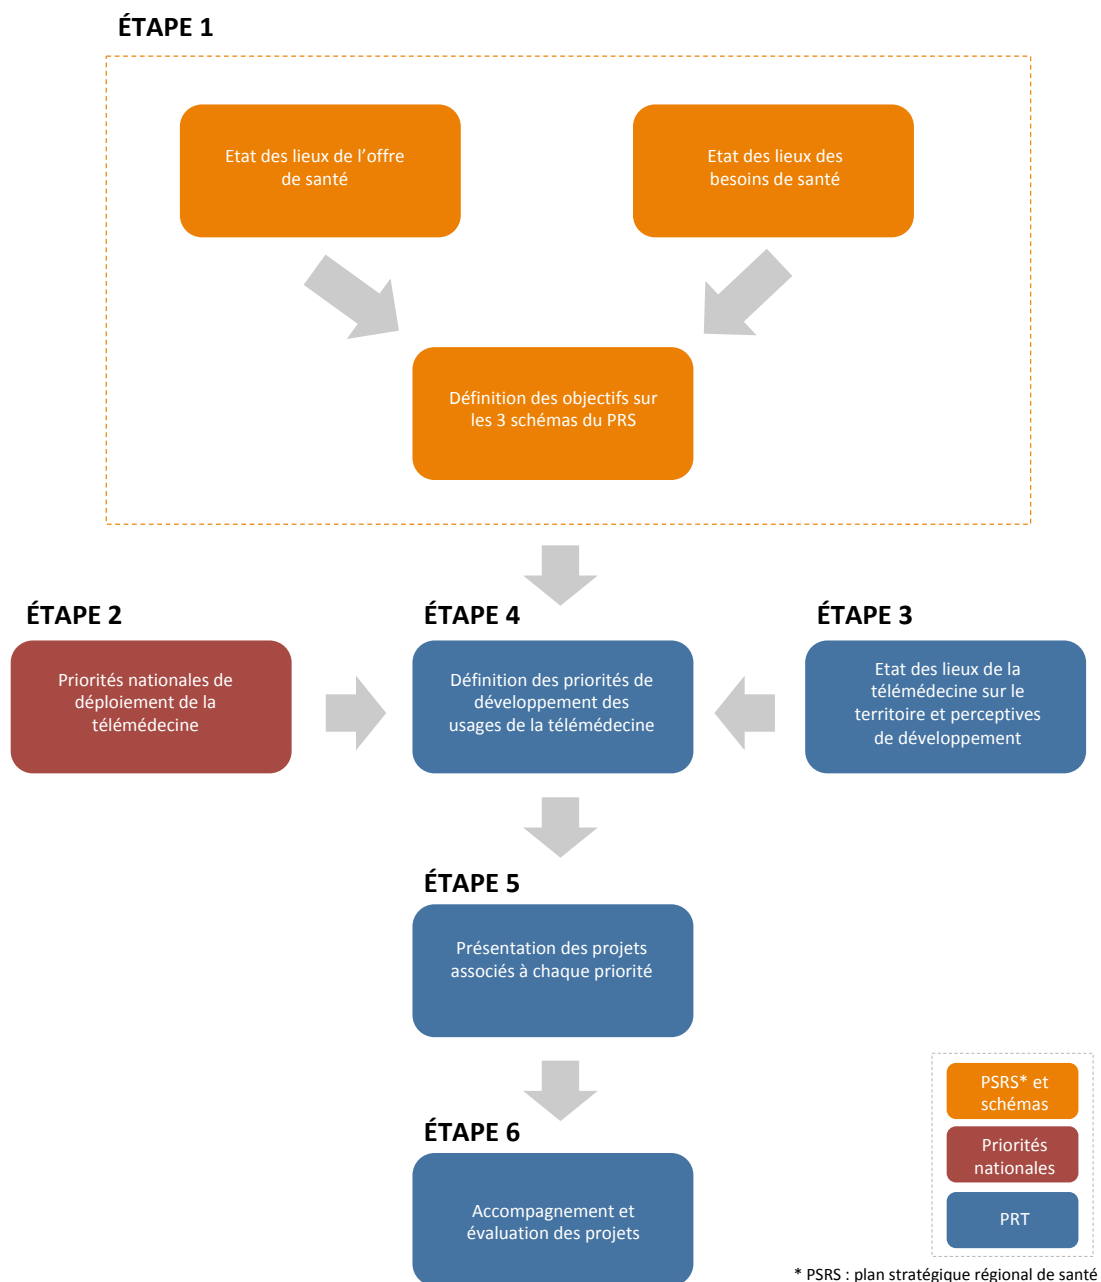 ÉTAPE 1
Etat des lieux de l'offre
de santé
Etat des lieux des
besoins de santé
Définition des objectifs sur
les 3 schémas du PRS
ÉTAPE 2
Priorités nationales de
déploiement de la
télémédecine
ÉTAPE 4
Définition des priorités de
développement des
usages de la télémédecine
ÉTAPE 3
Etat des lieux de la
télémédecine sur le
territoire et perceptives
de développement
ÉTAPE 5
Présentation des projets
associés à chaque priorité
ÉTAPE 6
Accompagnement et
évaluation des projets
PSRS* et
schémas
Priorités
nationales
PRT
* PSRS : plan stratégique régional de santé